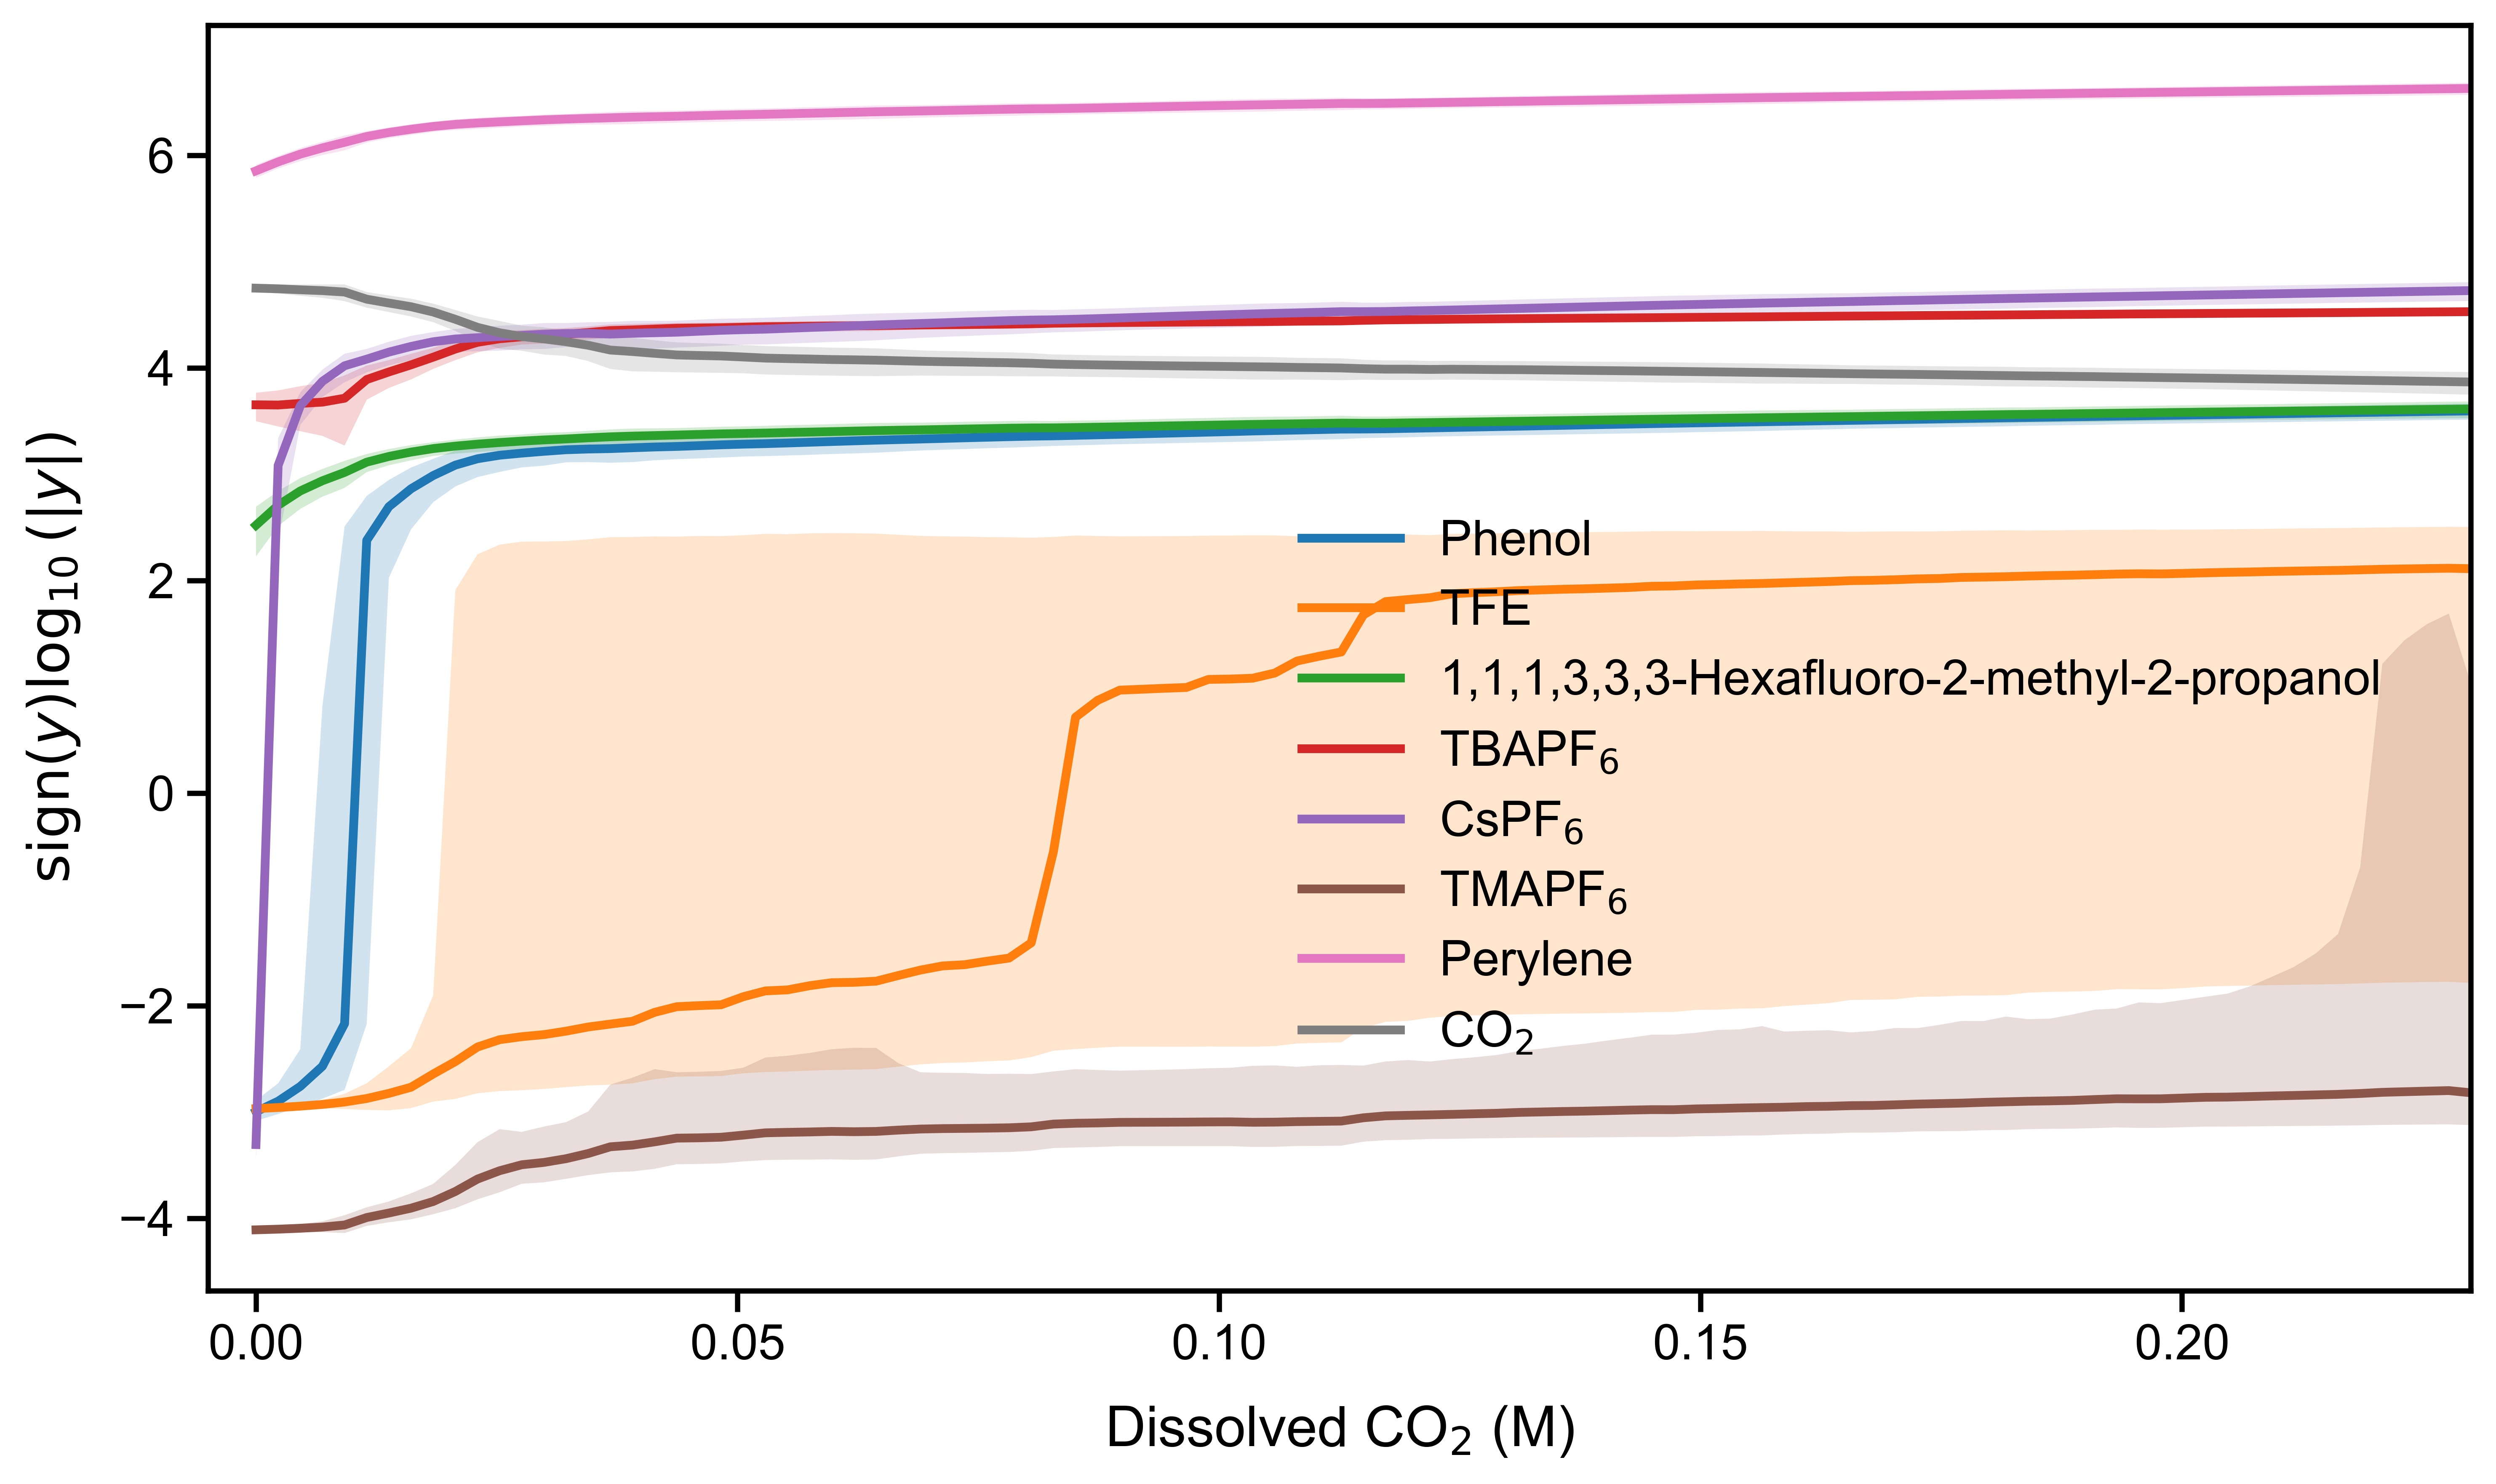 sign(y)log₁₀(|y|)
6
4
2
0
−2
−4
Phenol
TFE
1,1,1,3,3,3-Hexafluoro-2-methyl-2-propanol
TBAPF₆
CsPF₆
TMAPF₆
Perylene
CO₂
0.00 0.05 0.10 0.15 0.20
Dissolved CO₂ (M)